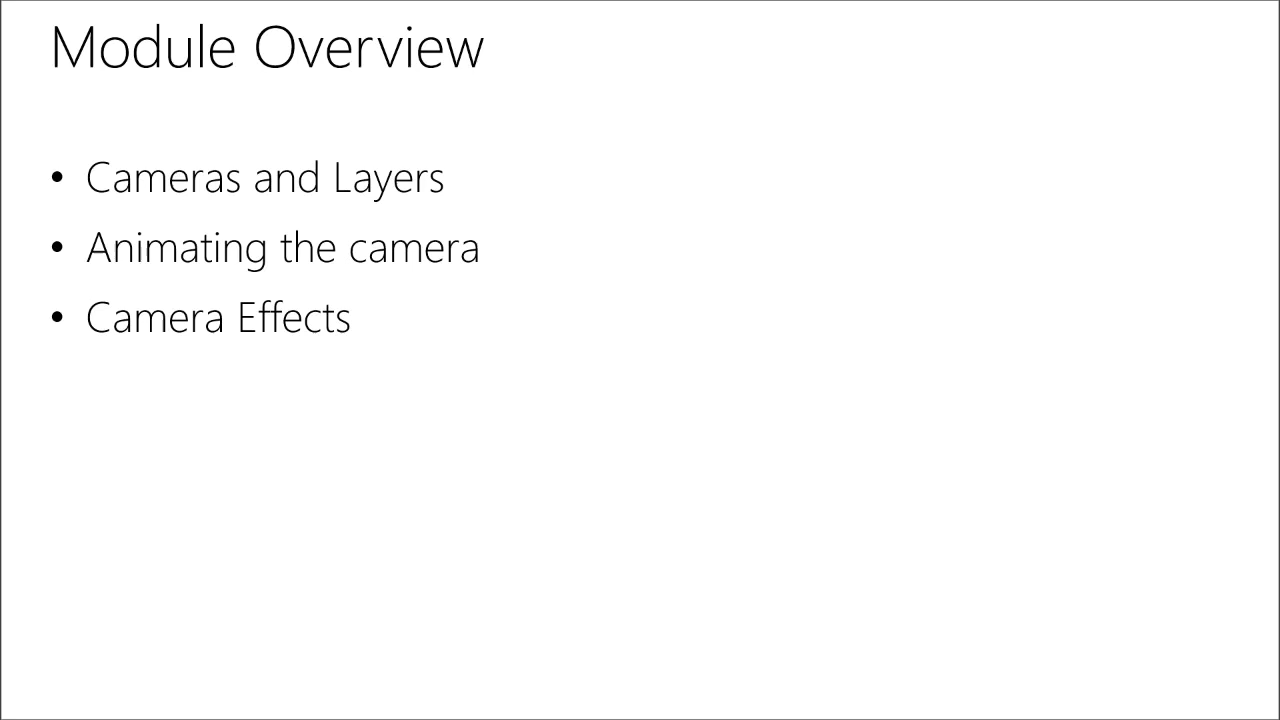 Module Overview
• Cameras and Layers
• Animating the camera
• Camera Effects